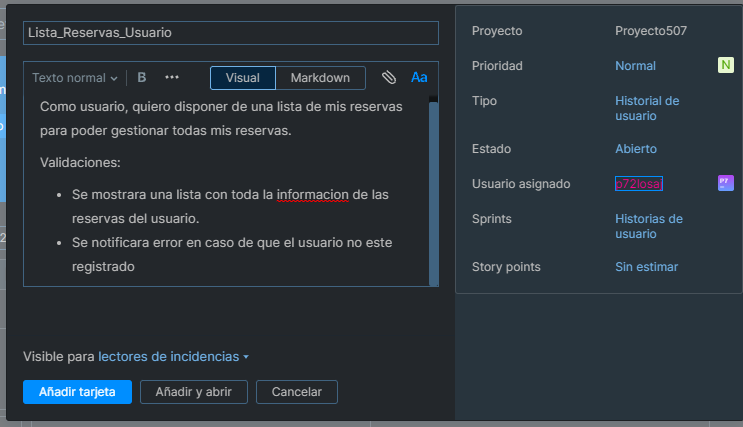 Lista_Reservas_Usuario
Texto normal
B
Visual
Markdown
Aa
Como usuario, quiero disponer de una lista de mis reservas
para poder gestionar todas mis reservas.
Validaciones:
Se mostrara una lista con toda la informacion de las
reservas del usuario.
Se notificara error en caso de que el usuario no este
registrado
Visible para lectores de incidencias
Añadir tarjeta
Añadir y abrir
Cancelar
Proyecto
Proyecto507
Prioridad
Normal
N
Tipo
Historial de
usuario
Estado
Abierto
Usuario asignado
p72losa
P7
Sprints
Historias de
usuario
Story points
Sin estimar